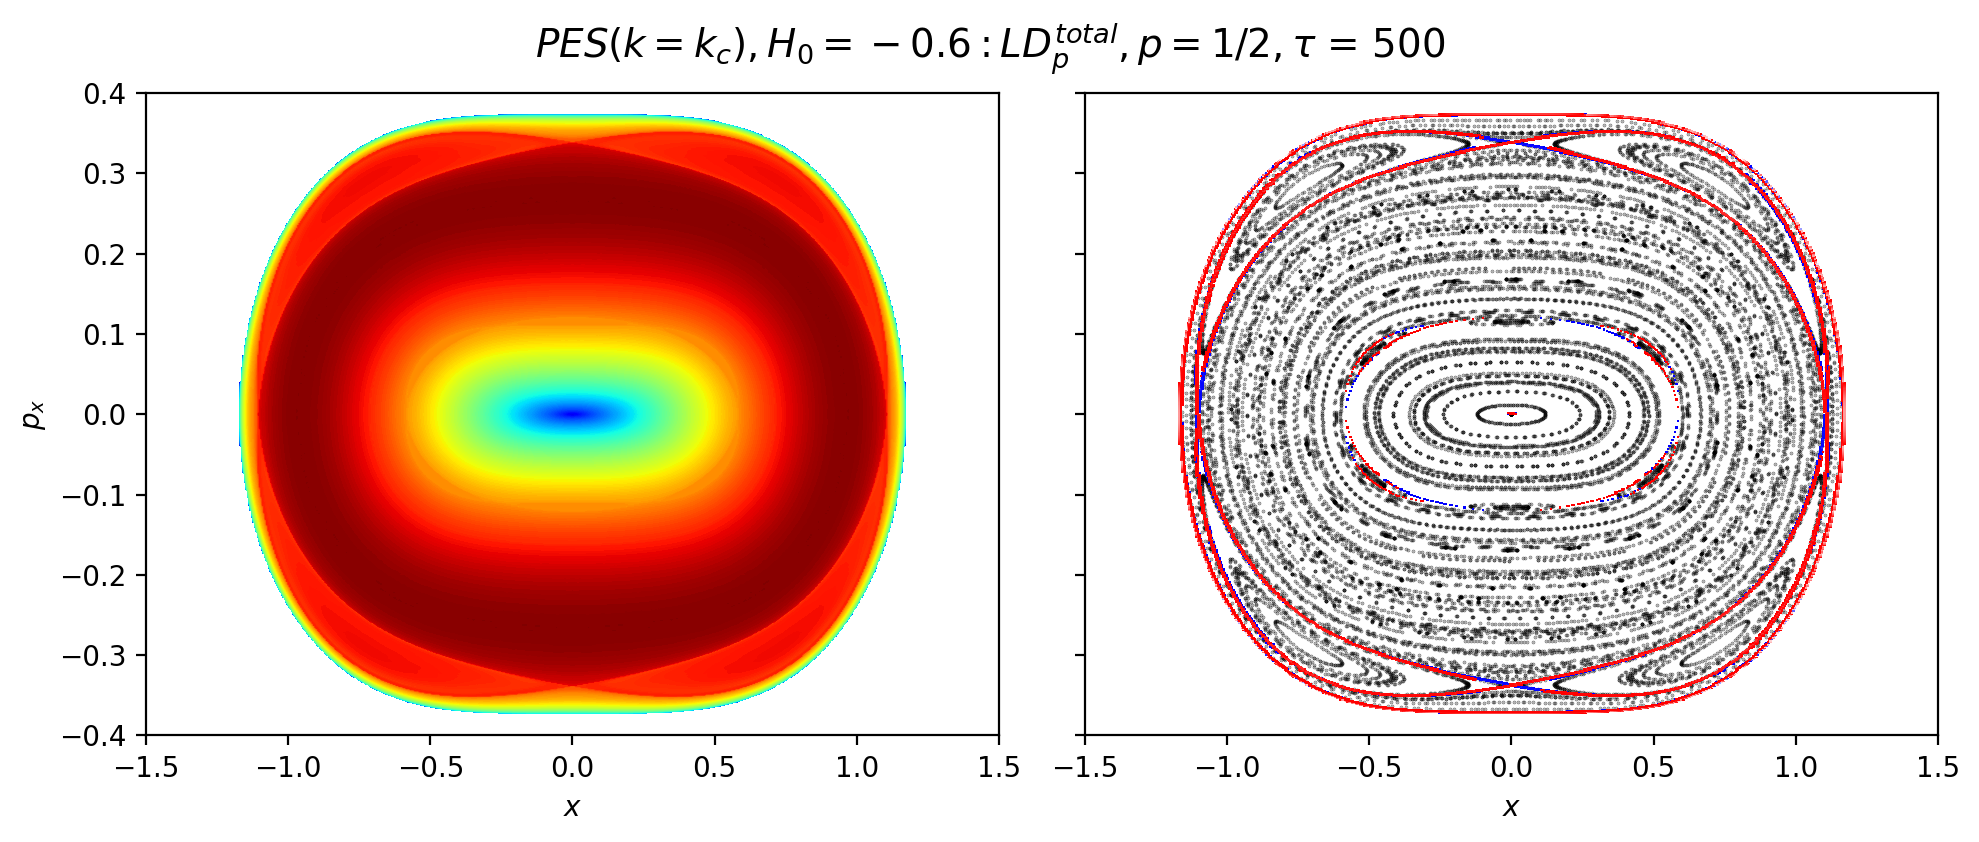 PES(k = k_c), H_0 = −0.6 : LD_p^{total}, p = 1/2, τ = 500
0.4
0.3
0.2
0.1
0.0
−0.1
−0.2
−0.3
−0.4
p_x
−1.5 −1.0 −0.5 0.0 0.5 1.0 1.5
x
−1.5 −1.0 −0.5 0.0 0.5 1.0 1.5
x